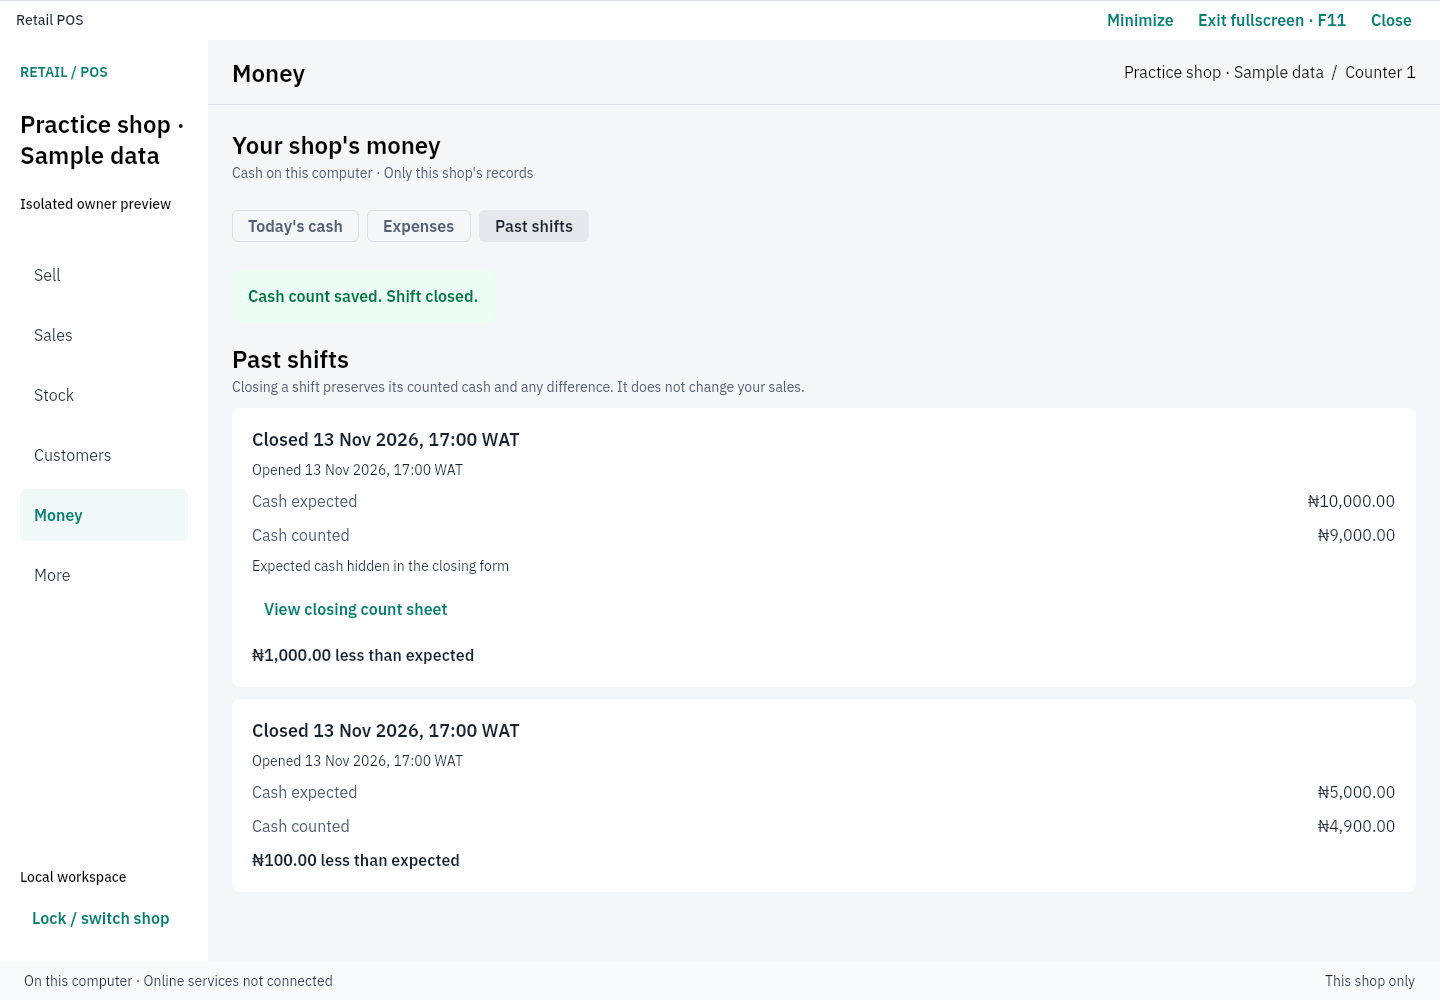 Retail POS
Minimize
Exit fullscreen · F11
Close
RETAIL / POS
Practice shop ·
Sample data
Isolated owner preview
Sell
Sales
Stock
Customers
Money
More
Local workspace
Lock / switch shop
Money
Practice shop · Sample data / Counter 1
Your shop's money
Cash on this computer · Only this shop's records
Today's cash
Expenses
Past shifts
Cash count saved. Shift closed.
Past shifts
Closing a shift preserves its counted cash and any difference. It does not change your sales.
Closed 13 Nov 2026, 17:00 WAT
Opened 13 Nov 2026, 17:00 WAT
Cash expected ₦10,000.00
Cash counted ₦9,000.00
Expected cash hidden in the closing form
View closing count sheet
₦1,000.00 less than expected
Closed 13 Nov 2026, 17:00 WAT
Opened 13 Nov 2026, 17:00 WAT
Cash expected ₦5,000.00
Cash counted ₦4,900.00
₦100.00 less than expected
On this computer · Online services not connected
This shop only